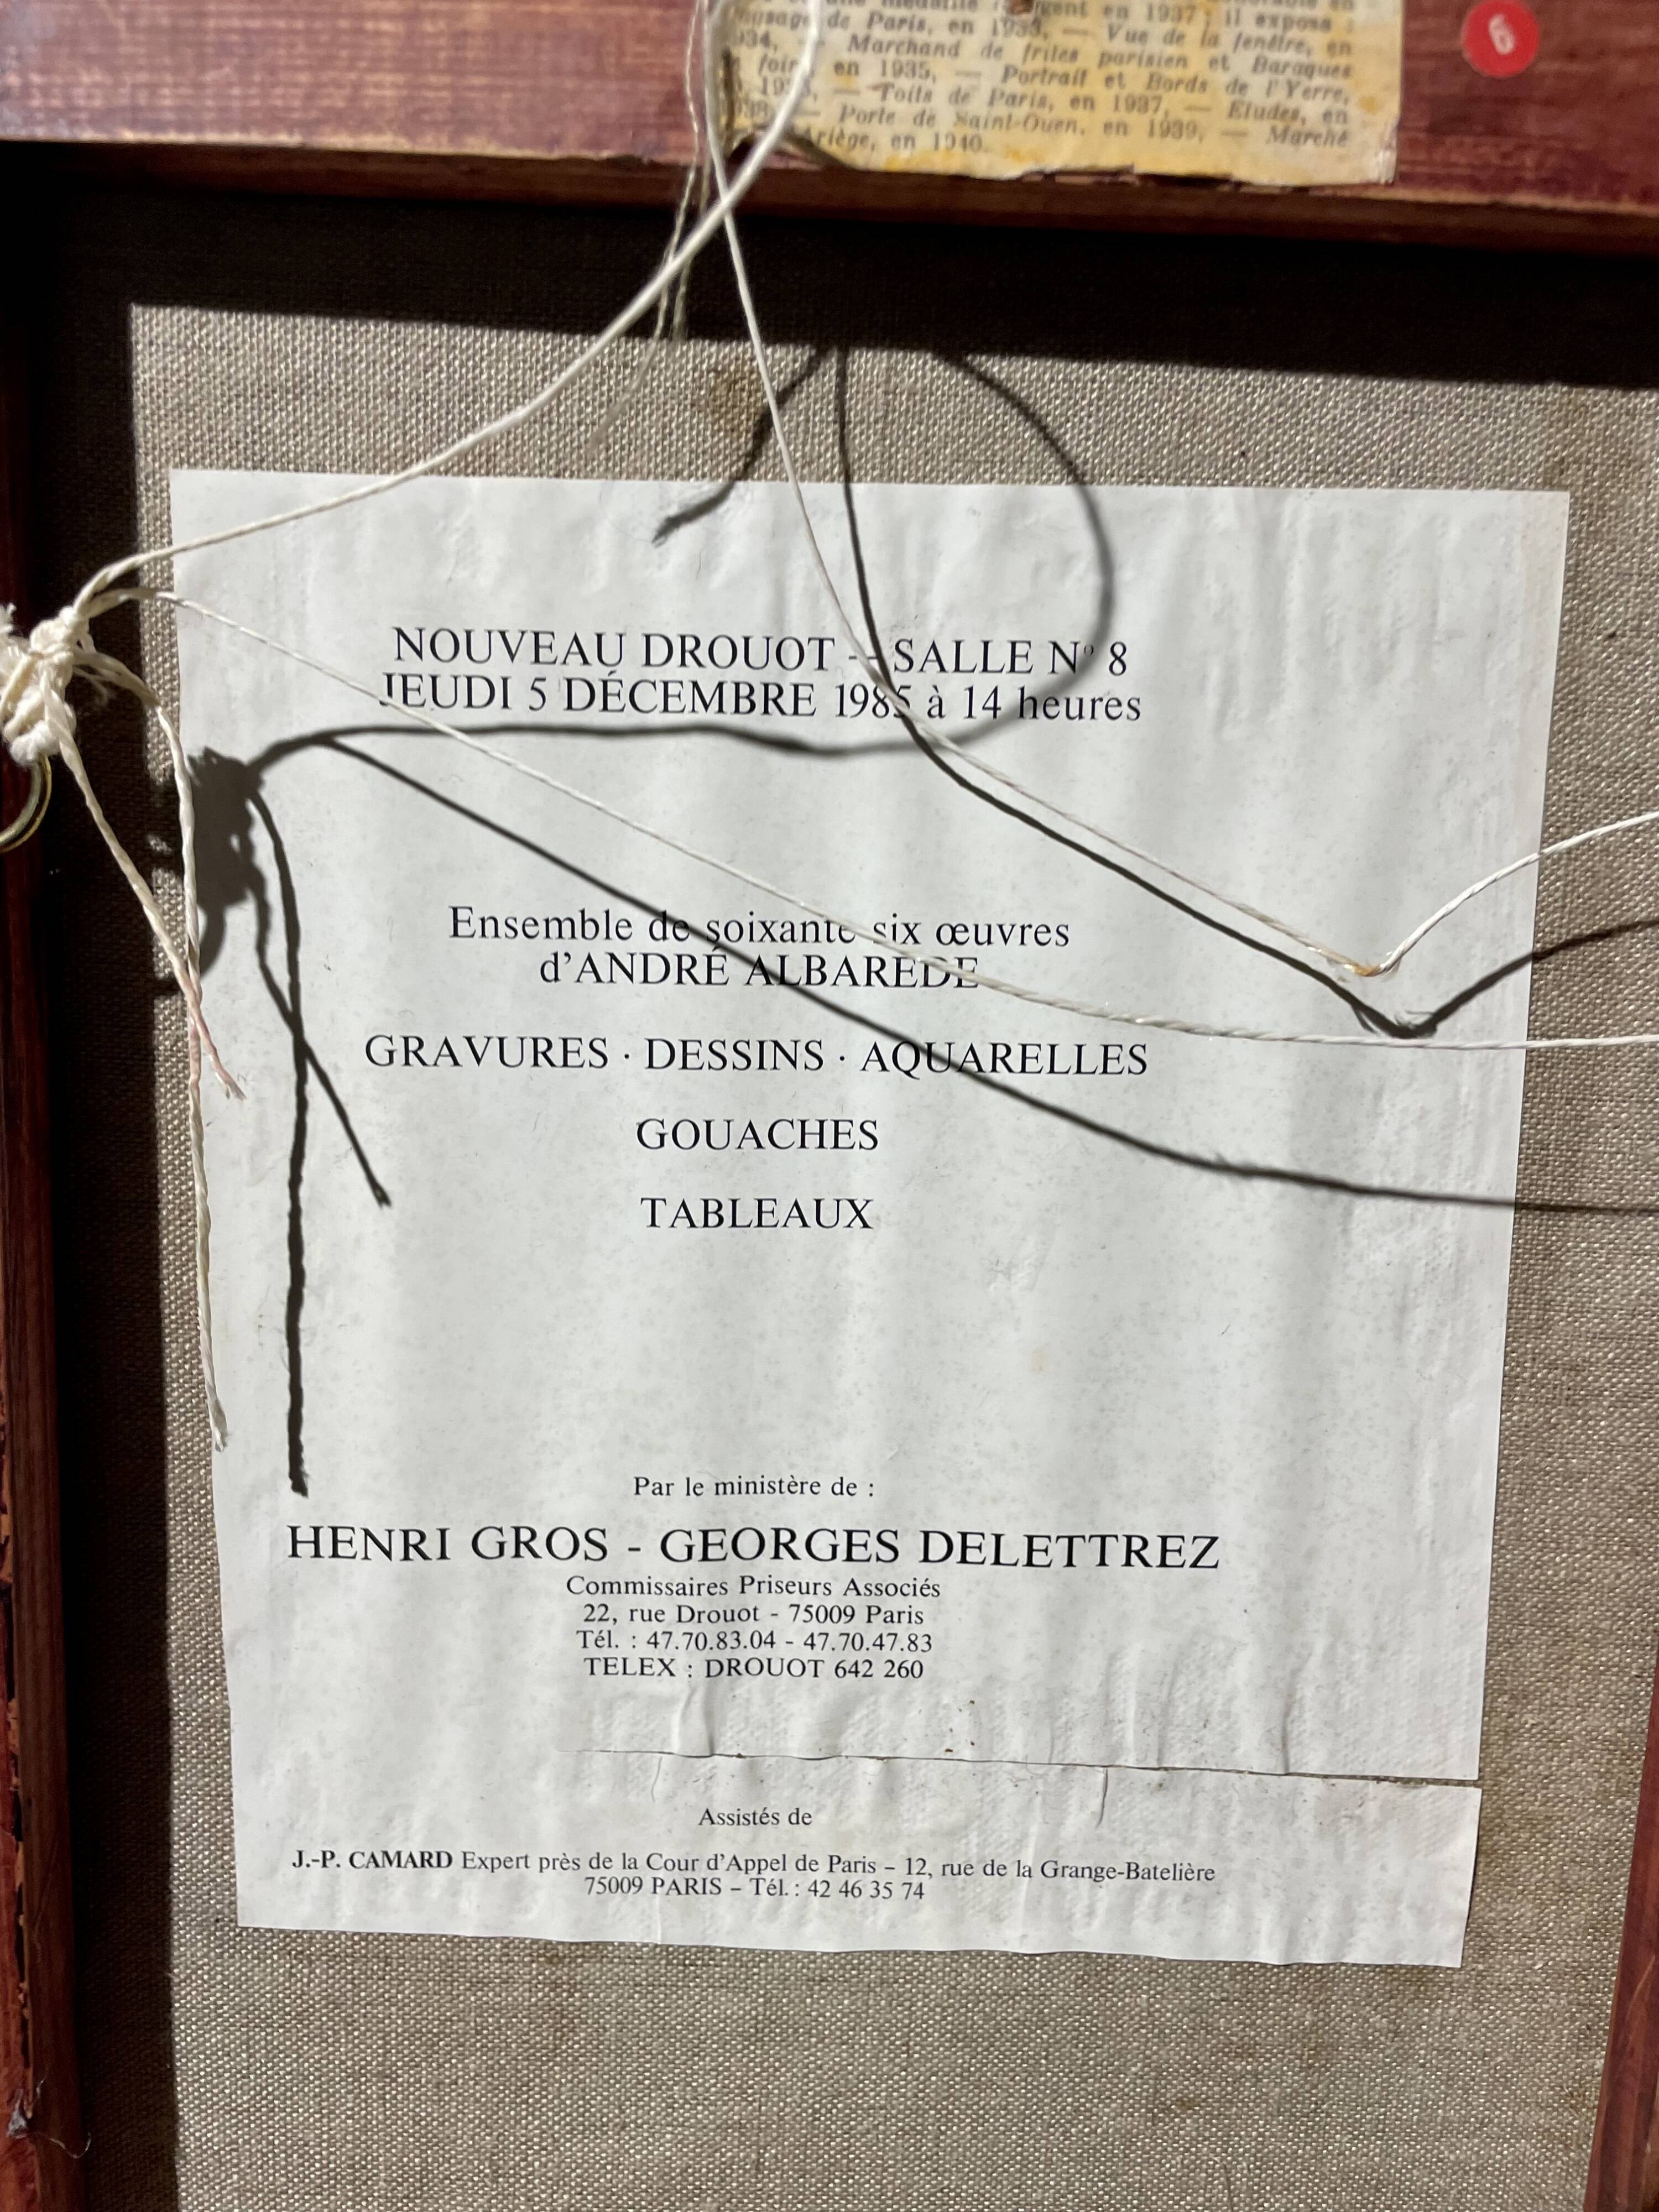 médaille d'argent en 1937 ; il exposa :
de Paris, en 1933, — Vue de la fenêtre, en
934, — Marchand de frites parisien et Baraques
foire, en 1935, — Portrait et Bords de l'Yerre,
— Toits de Paris, en 1937, — Etudes, en
— Porte de Saint-Ouen, en 1939, — Marché
Ariège, en 1940.
6
NOUVEAU DROUOT - SALLE N° 8
JEUDI 5 DÉCEMBRE 1985 à 14 heures
Ensemble de soixante six œuvres
d'ANDRÉ ALBAREDE
GRAVURES · DESSINS · AQUARELLES
GOUACHES
TABLEAUX
Par le ministère de :
HENRI GROS - GEORGES DELETTREZ
Commissaires Priseurs Associés
22, rue Drouot - 75009 Paris
Tél. : 47.70.83.04 - 47.70.47.83
TELEX : DROUOT 642 260
Assistés de
J.-P. CAMARD Expert près de la Cour d'Appel de Paris – 12, rue de la Grange-Batelière
75009 PARIS – Tél. : 42 46 35 74